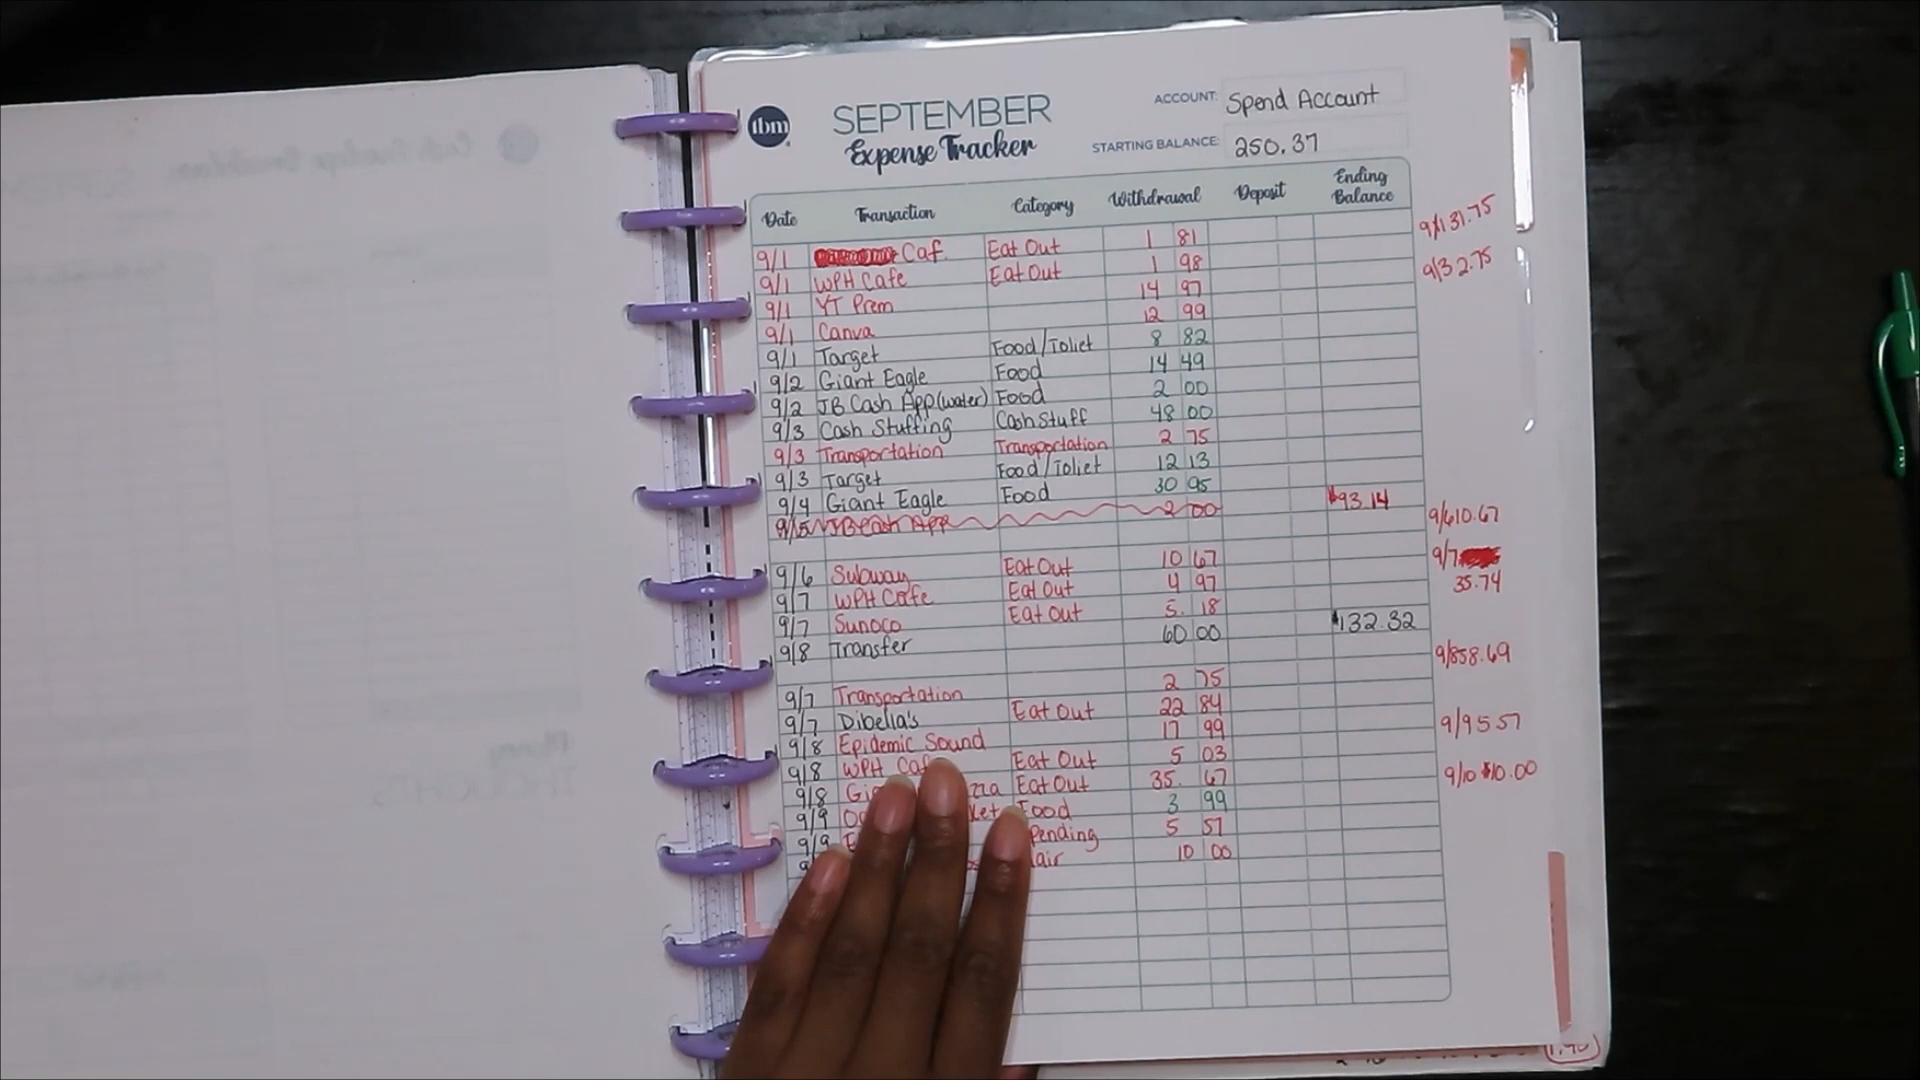 tbm
SEPTEMBER
Expense Tracker
ACCOUNT: Spend Account
STARTING BALANCE: 250.37
Date Transaction Category Withdrawal Deposit Ending Balance
9/1 Caf. Eat Out 1 81
9/1 WPH Cafe Eat Out 1 98
9/1 YT Prem 14 97
9/1 Canva 12 99
9/1 Target Food/Toliet 8 82
9/2 Giant Eagle Food 14 49
9/2 JB Cash App (water) Food 2 00
9/3 Cash Stuffing Cash Stuff 48 00
9/3 Transportation Transportation 2 75
9/3 Target Food/Toliet 12 13
9/4 Giant Eagle Food 30 95 $93.14
9/5 JB Cash App 2 00
9/6 Subway Eat Out 10 67
9/7 WPH Cafe Eat Out 4 97
9/7 Sunoco Eat Out 5. 18
9/8 Transfer 60 00 $132.32
9/7 Transportation 2 75
9/7 Dibella's Eat Out 22 84
9/8 Epidemic Sound 17 99
9/8 WPH Eat Out 5 03
9/8 Eat Out 35. 67
9/9 Food 3 99
9/9 5 57
10 00
9/1 31.75
9/3 2.75
9/6 10.67
9/7
35.74
9/8 58.69
9/9 5 57
9/10 $10.00